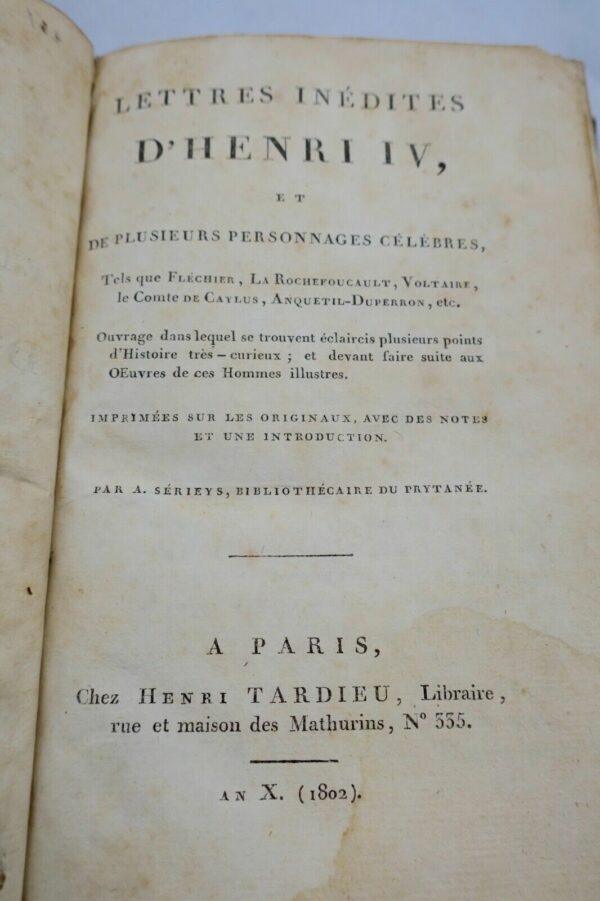 LETTRES INÉDITES
D'HENRI IV,
ET
DE PLUSIEURS PERSONNAGES CÉLÈBRES,
Tels que FLÉCHIER, LA ROCHEFOUCAULT, VOLTAIRE,
le Comte DE CAYLUS, ANQUETIL-DUPERRON, etc.
Ouvrage dans lequel se trouvent éclaircis plusieurs points
d'Histoire très-curieux ; et devant faire suite aux
OEuvres de ces Hommes illustres.
IMPRIMÉES SUR LES ORIGINAUX, AVEC DES NOTES
ET UNE INTRODUCTION.
PAR A. SÉRIEYS, BIBLIOTHÉCAIRE DU PRYTANÉE.
A PARIS,
Chez HENRI TARDIEU, Libraire,
rue et maison des Mathurins, N° 335.
AN X. (1802).